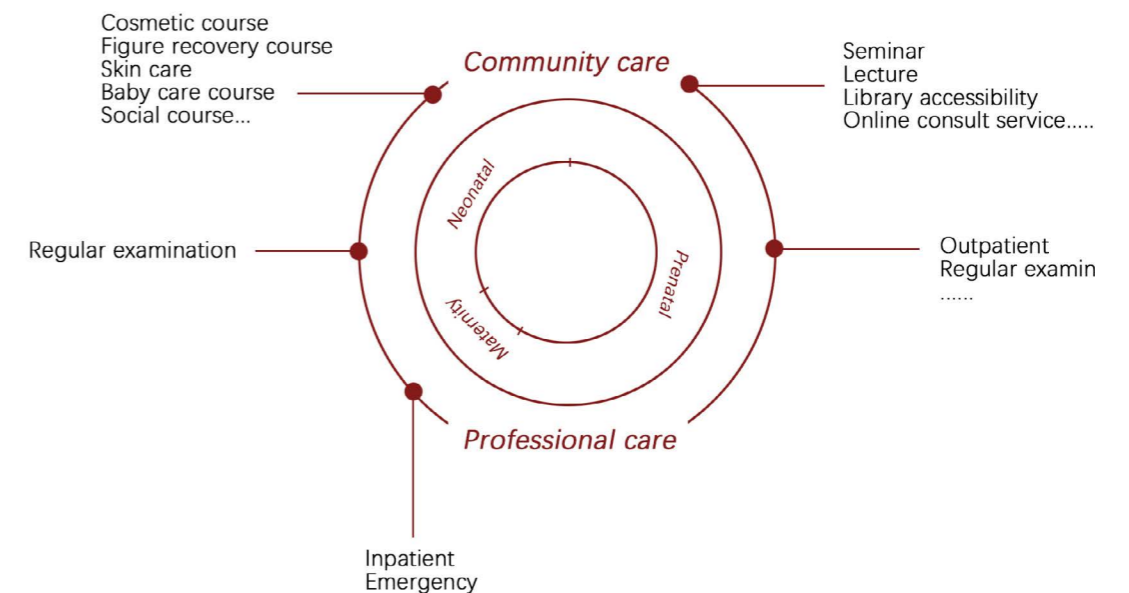 Cosmetic course
Figure recovery course
Skin care
Baby care course
Social course...
Community care
Seminar
Lecture
Library accessibility
Online consult service.....
Neonatal
Prenatal
Maternity
Regular examination
Outpatient
Regular examin
......
Professional care
Inpatient
Emergency